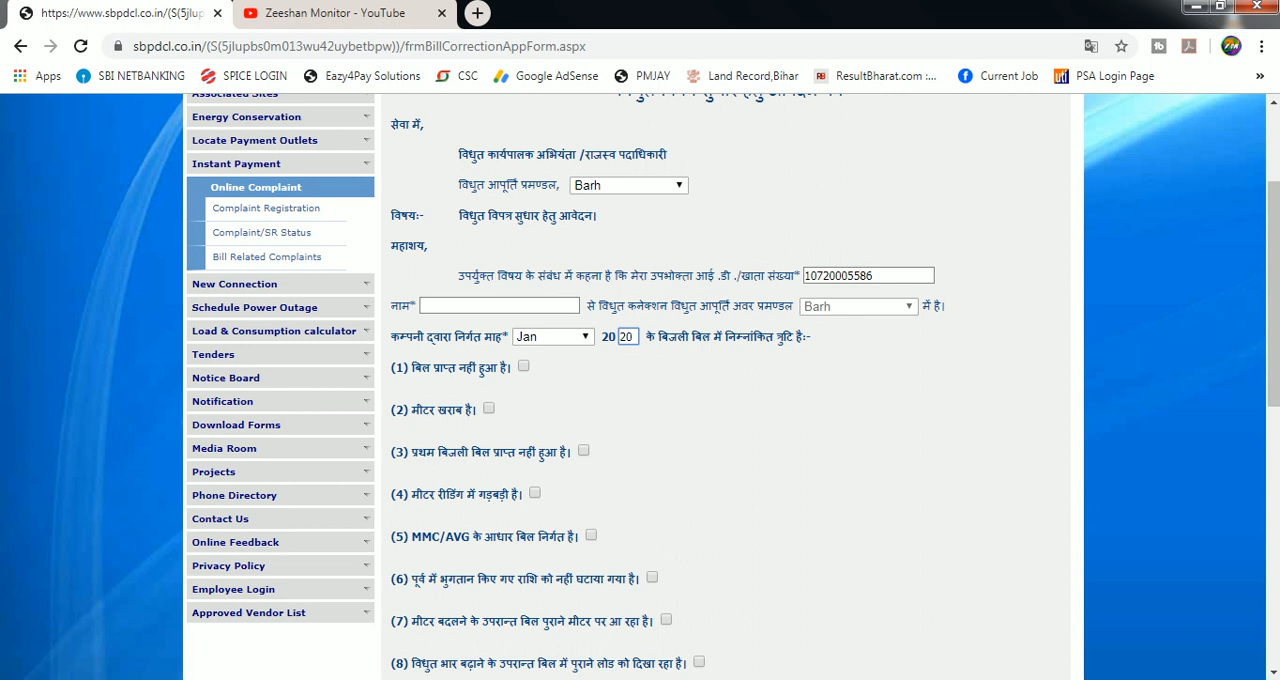 https://www.sbpdcl.co.in/(S(5jlup
Zeeshan Monitor - YouTube
sbpdcl.co.in/(S(5jlupbs0m013wu42uybetbpw))/frmBillCorrectionAppForm.aspx
Apps SBI NETBANKING SPICE LOGIN Eazy4Pay Solutions CSC Google AdSense PMJAY Land Record,Bihar ResultBharat.com :... Current Job PSA Login Page »
Associated Sites
Energy Conservation
Locate Payment Outlets
Instant Payment
Online Complaint
Complaint Registration
Complaint/SR Status
Bill Related Complaints
New Connection
Schedule Power Outage
Load & Consumption calculator
Tenders
Notice Board
Notification
Download Forms
Media Room
Projects
Phone Directory
Contact Us
Online Feedback
Privacy Policy
Employee Login
Approved Vendor List
सेवा में,
विधुत कार्यपालक अभियंता /राजस्व पदाधिकारी
विधुत आपूर्ति प्रमण्डल, Barh
विषयः- विधुत विपत्र सुधार हेतु आवेदन।
महाशय,
उपर्युक्त विषय के संबंध में कहना है कि मेरा उपभोक्ता आई .डी ./खाता संख्या* 10720005586
नाम* से विधुत कनेक्शन विधुत आपूर्ति अवर प्रमण्डल Barh में है।
कम्पनी द्वारा निर्गत माह* Jan 20 20 के बिजली बिल में निम्नांकित त्रुटि हैः-
(1) बिल प्राप्त नहीं हुआ है।
(2) मीटर खराब है।
(3) प्रथम बिजली बिल प्राप्त नहीं हुआ है।
(4) मीटर रीडिंग में गड़बड़ी है।
(5) MMC/AVG के आधार बिल निर्गत है।
(6) पूर्व में भुगतान किए गए राशि को नहीं घटाया गया है।
(7) मीटर बदलने के उपरान्त बिल पुराने मीटर पर आ रहा है।
(8) विधुत भार बढ़ाने के उपरान्त बिल में पुराने लोड को दिखा रहा है।